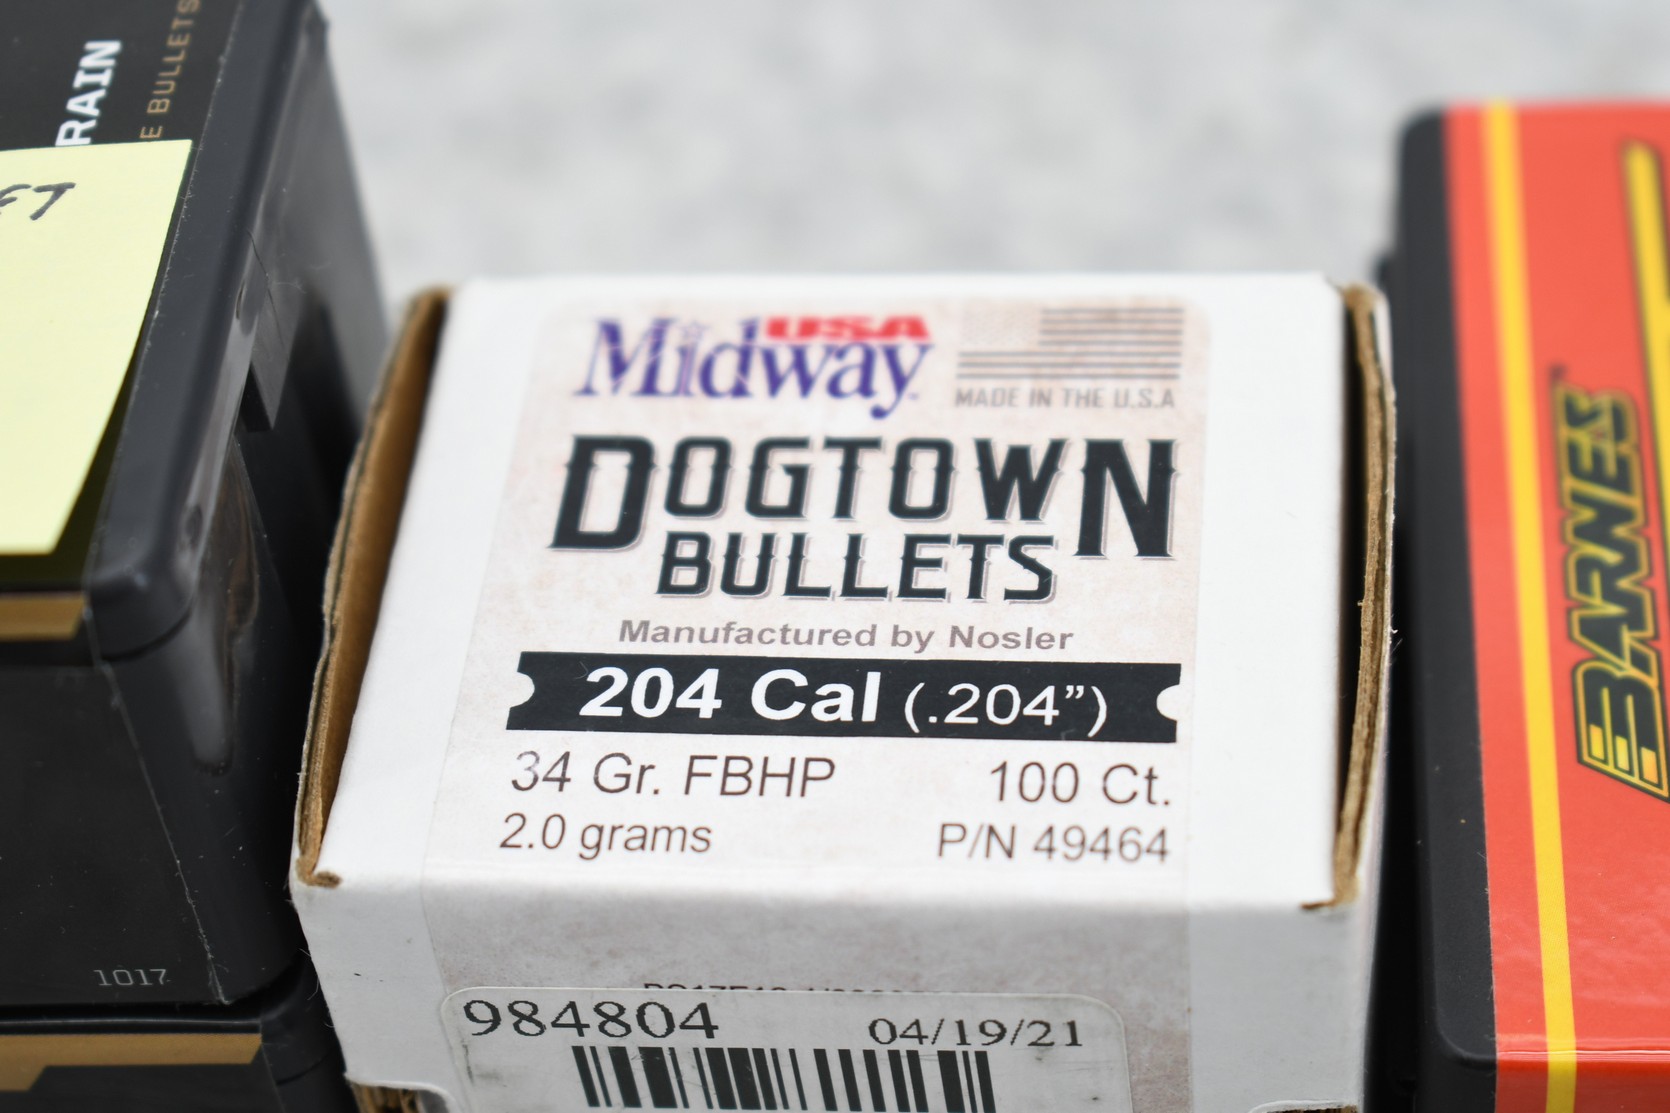 RAIN
E BULLETS
ET
1017
USA
Midway
MADE IN THE U.S.A
DOGTOWN
BULLETS
Manufactured by Nosler
204 Cal (.204”)
34 Gr. FBHP 100 Ct.
2.0 grams P/N 49464
984804 04/19/21
BARNES